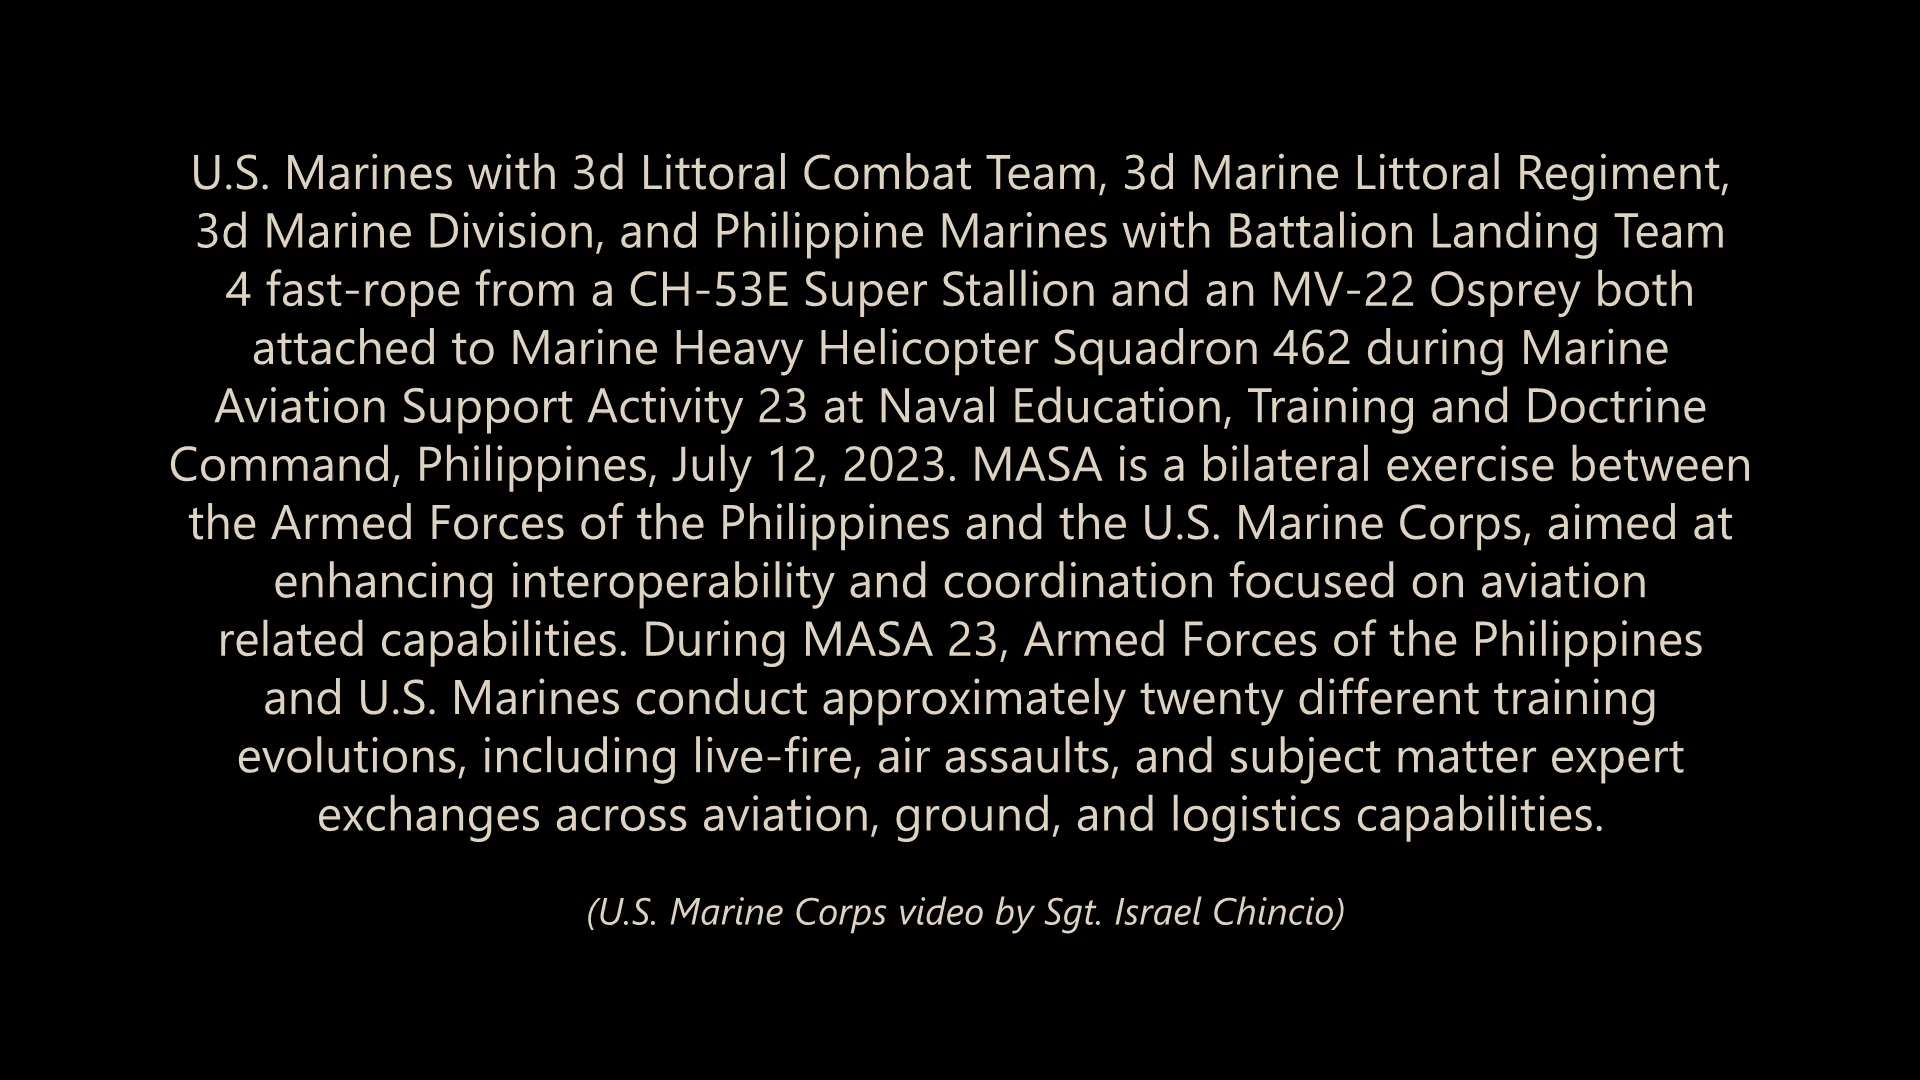 U.S. Marines with 3d Littoral Combat Team, 3d Marine Littoral Regiment,
3d Marine Division, and Philippine Marines with Battalion Landing Team
4 fast-rope from a CH-53E Super Stallion and an MV-22 Osprey both
attached to Marine Heavy Helicopter Squadron 462 during Marine
Aviation Support Activity 23 at Naval Education, Training and Doctrine
Command, Philippines, July 12, 2023. MASA is a bilateral exercise between
the Armed Forces of the Philippines and the U.S. Marine Corps, aimed at
enhancing interoperability and coordination focused on aviation
related capabilities. During MASA 23, Armed Forces of the Philippines
and U.S. Marines conduct approximately twenty different training
evolutions, including live-fire, air assaults, and subject matter expert
exchanges across aviation, ground, and logistics capabilities.
(U.S. Marine Corps video by Sgt. Israel Chincio)